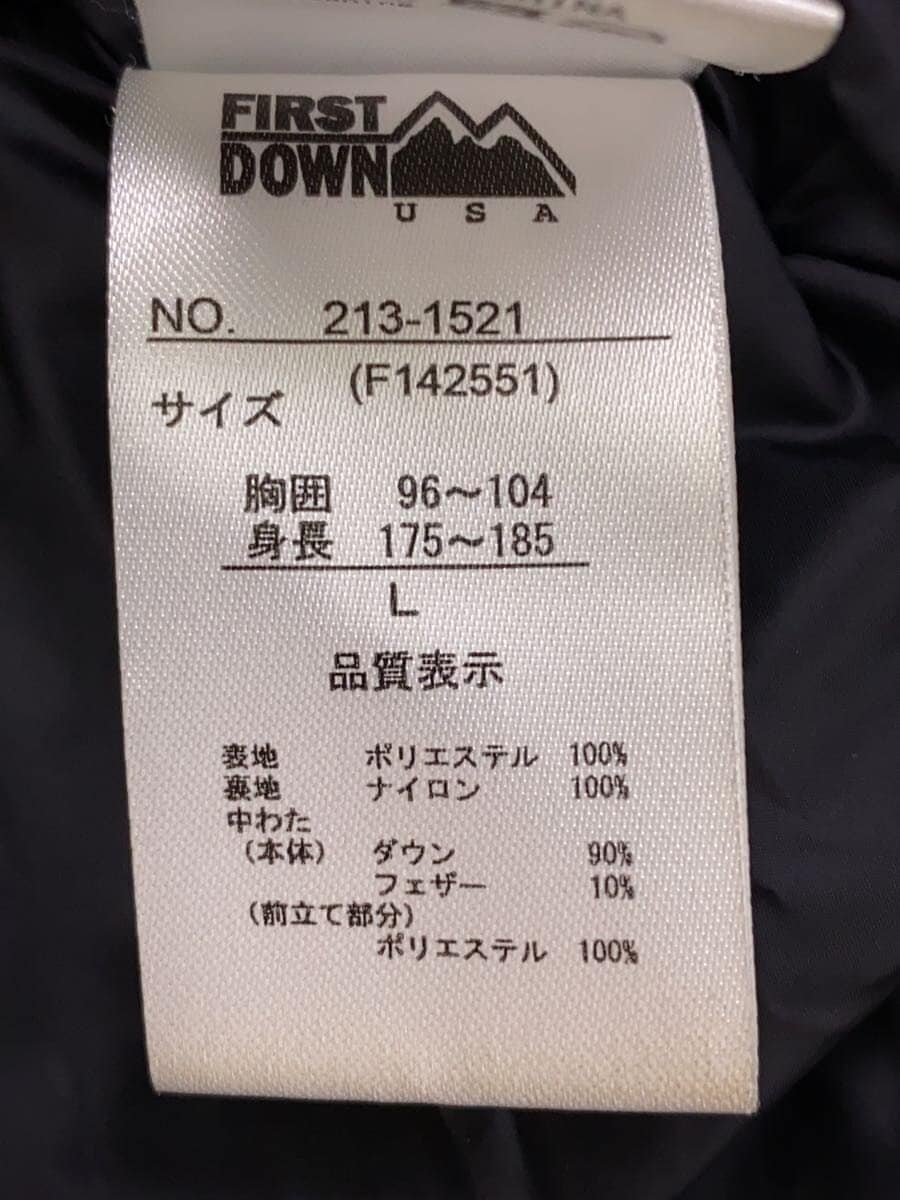 FIRST
DOWN
USA
NO. 213-1521
(F142551)
サイズ
胸囲 96〜104
身長 175〜185
L
品質表示
表地 ポリエステル 100%
裏地 ナイロン 100%
中わた
(本体) ダウン 90%
フェザー 10%
(前立て部分)
ポリエステル 100%